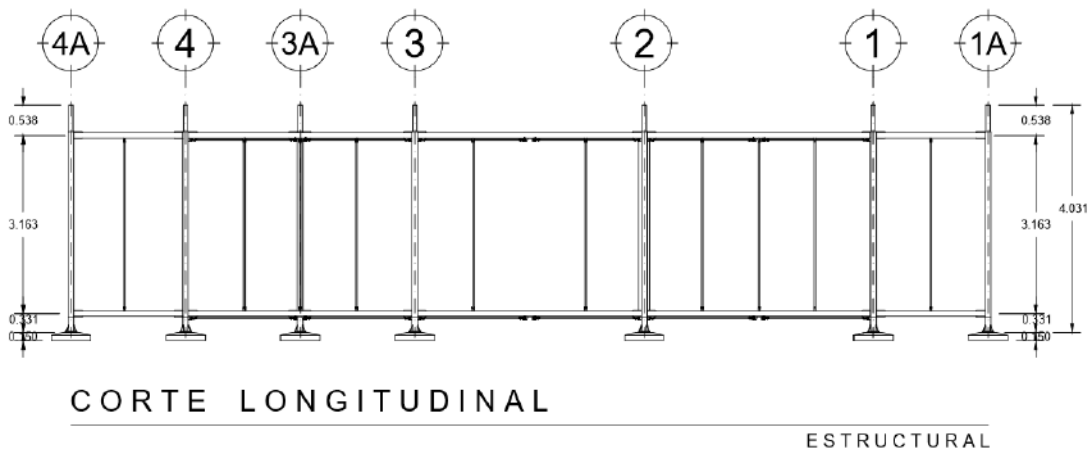 4A 4 3A 3 2 1 1A
0.538 0.538
3.163 3.163 4.031
0.331 0.331
0.150 0.150
CORTE LONGITUDINAL
ESTRUCTURAL